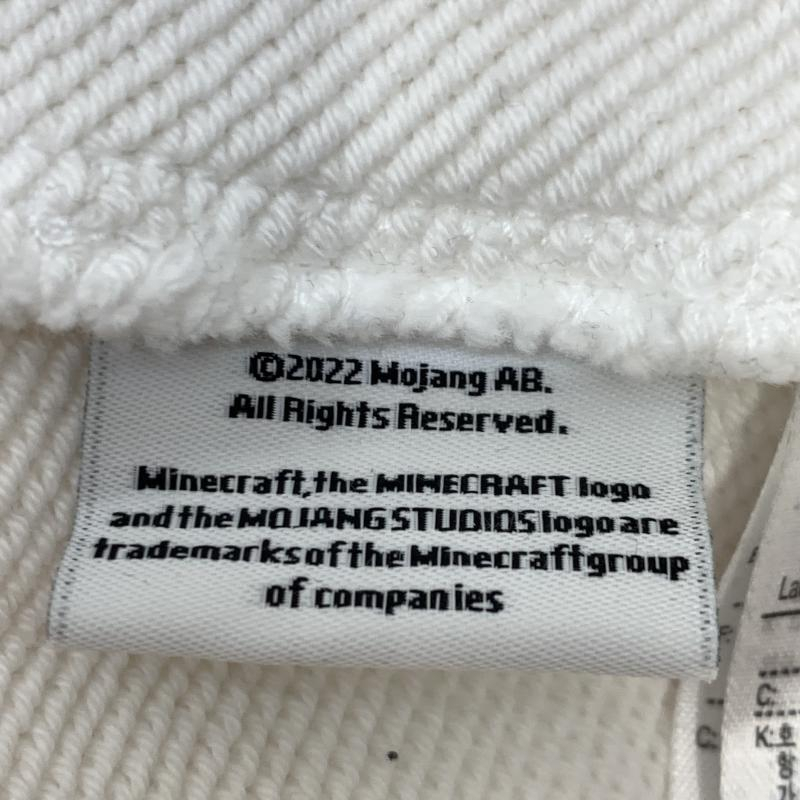 ©2022 Mojang AB.
All Rights Reserved.
Minecraft, the MINECRAFT logo
and the MOJANG STUDIOS logo are
trademarks of the Minecraft group
of companies
La
C:
K: